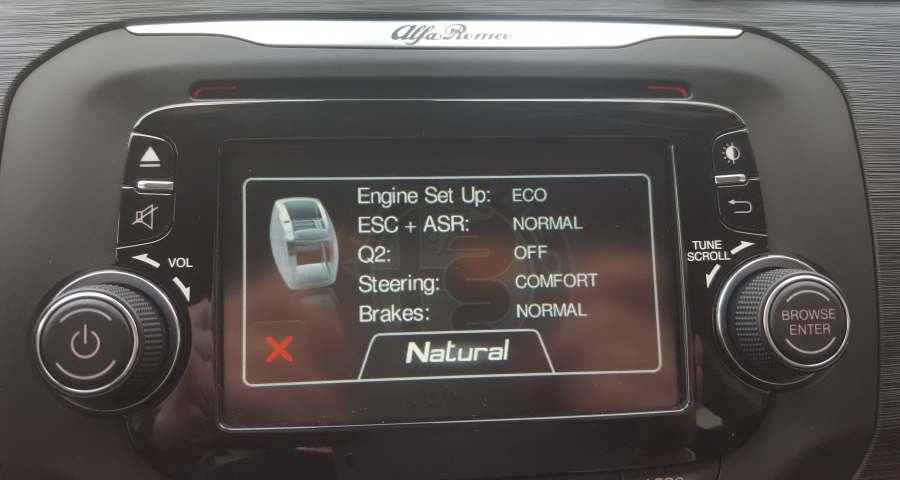 Alfa Romeo
VOL
TUNE
SCROLL
BROWSE
ENTER
Engine Set Up: ECO
ESC + ASR: NORMAL
Q2: OFF
Steering: COMFORT
Brakes: NORMAL
Natural